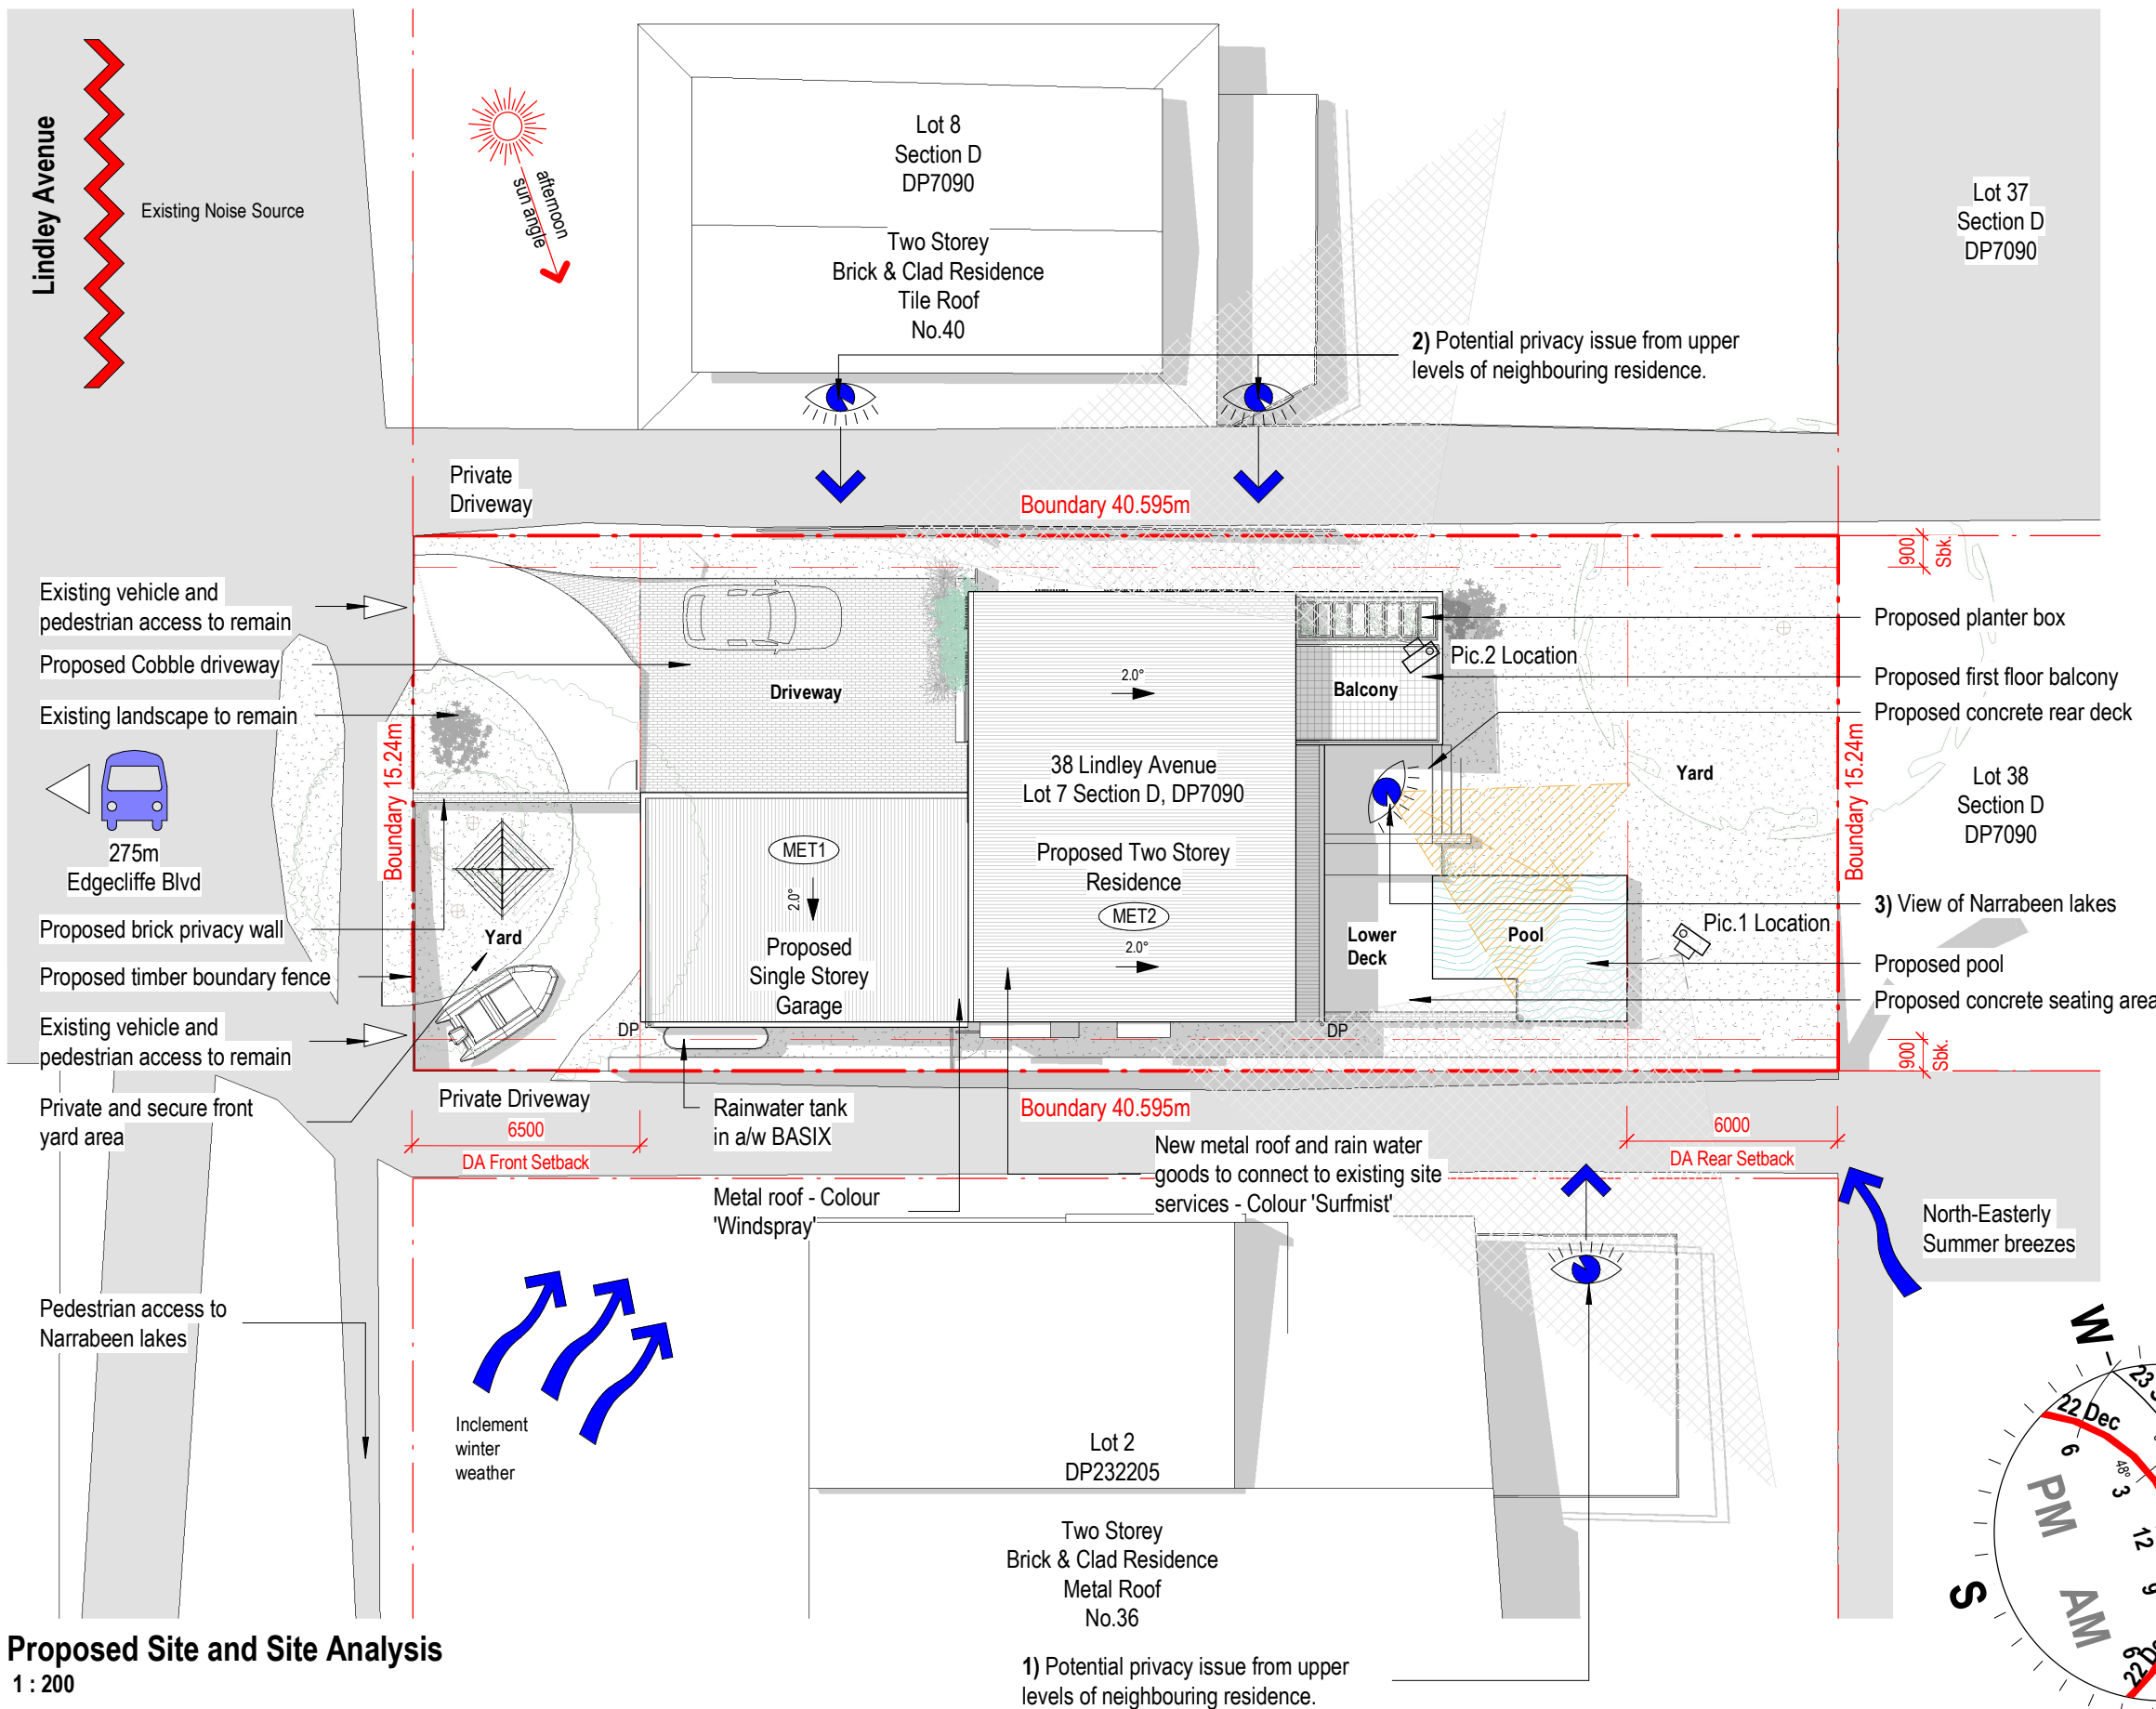 Lindley Avenue
Existing Noise Source
afternoon
sun angle
Lot 8
Section D
DP7090
Two Storey
Brick & Clad Residence
Tile Roof
No.40
Lot 37
Section D
DP7090
2) Potential privacy issue from upper
levels of neighbouring residence.
Private
Driveway
Boundary 40.595m
900
Sbk.
Existing vehicle and
pedestrian access to remain
Proposed Cobble driveway
Existing landscape to remain
275m
Edgecliffe Blvd
Proposed brick privacy wall
Proposed timber boundary fence
Existing vehicle and
pedestrian access to remain
Private and secure front
yard area
Boundary 15.24m
Driveway
Yard
MET1
2.0°
Proposed
Single Storey
Garage
DP
2.0°
38 Lindley Avenue
Lot 7 Section D, DP7090
Proposed Two Storey
Residence
MET2
2.0°
Balcony
Pic.2 Location
Lower
Deck
Pool
DP
Yard
Pic.1 Location
Boundary 15.24m
Proposed planter box
Proposed first floor balcony
Proposed concrete rear deck
Lot 38
Section D
DP7090
3) View of Narrabeen lakes
Proposed pool
Proposed concrete seating area
900
Sbk.
Private Driveway
6500
DA Front Setback
Rainwater tank
in a/w BASIX
Boundary 40.595m
6000
DA Rear Setback
Metal roof - Colour
'Windspray'
New metal roof and rain water
goods to connect to existing site
services - Colour 'Surfmist'
North-Easterly
Summer breezes
Pedestrian access to
Narrabeen lakes
Inclement
winter
weather
Lot 2
DP232205
Two Storey
Brick & Clad Residence
Metal Roof
No.36
1) Potential privacy issue from upper
levels of neighbouring residence.
W
23
22 Dec
6
48°
3
PM
12
9
S
AM
6
22 D
Proposed Site and Site Analysis
1 : 200